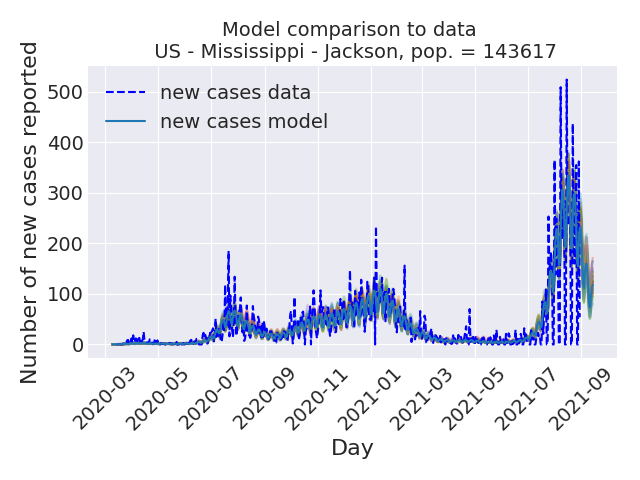 Model comparison to data
US - Mississippi - Jackson, pop. = 143617
Number of new cases reported
500
400
300
200
100
0
new cases data
new cases model
2020-03
2020-05
2020-07
2020-09
2020-11
2021-01
2021-03
2021-05
2021-07
2021-09
Day